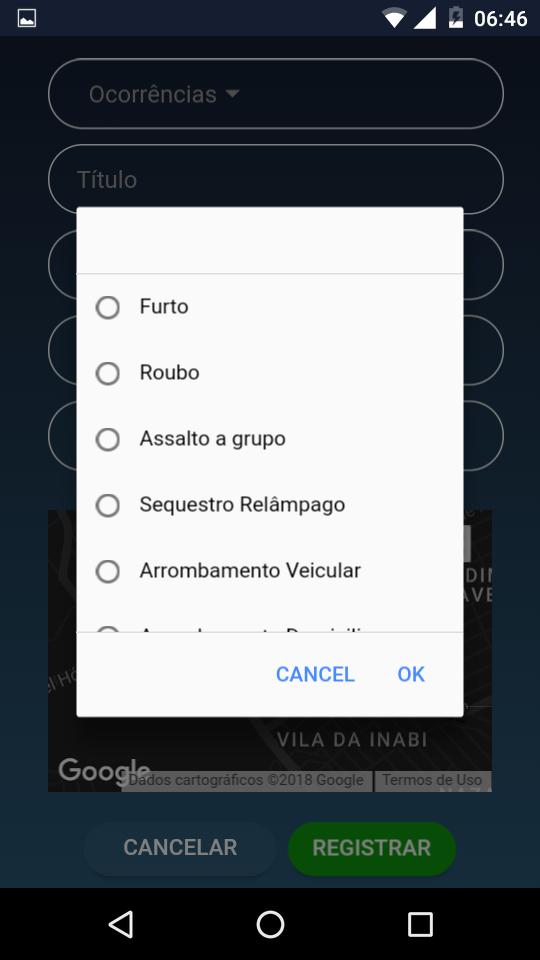 06:46
Ocorrências
Título
Furto
Roubo
Assalto a grupo
Sequestro Relâmpago
Arrombamento Veicular
CANCEL OK
VILA DA INABI
Google
Dados cartográficos ©2018 Google
Termos de Uso
CANCELAR REGISTRAR